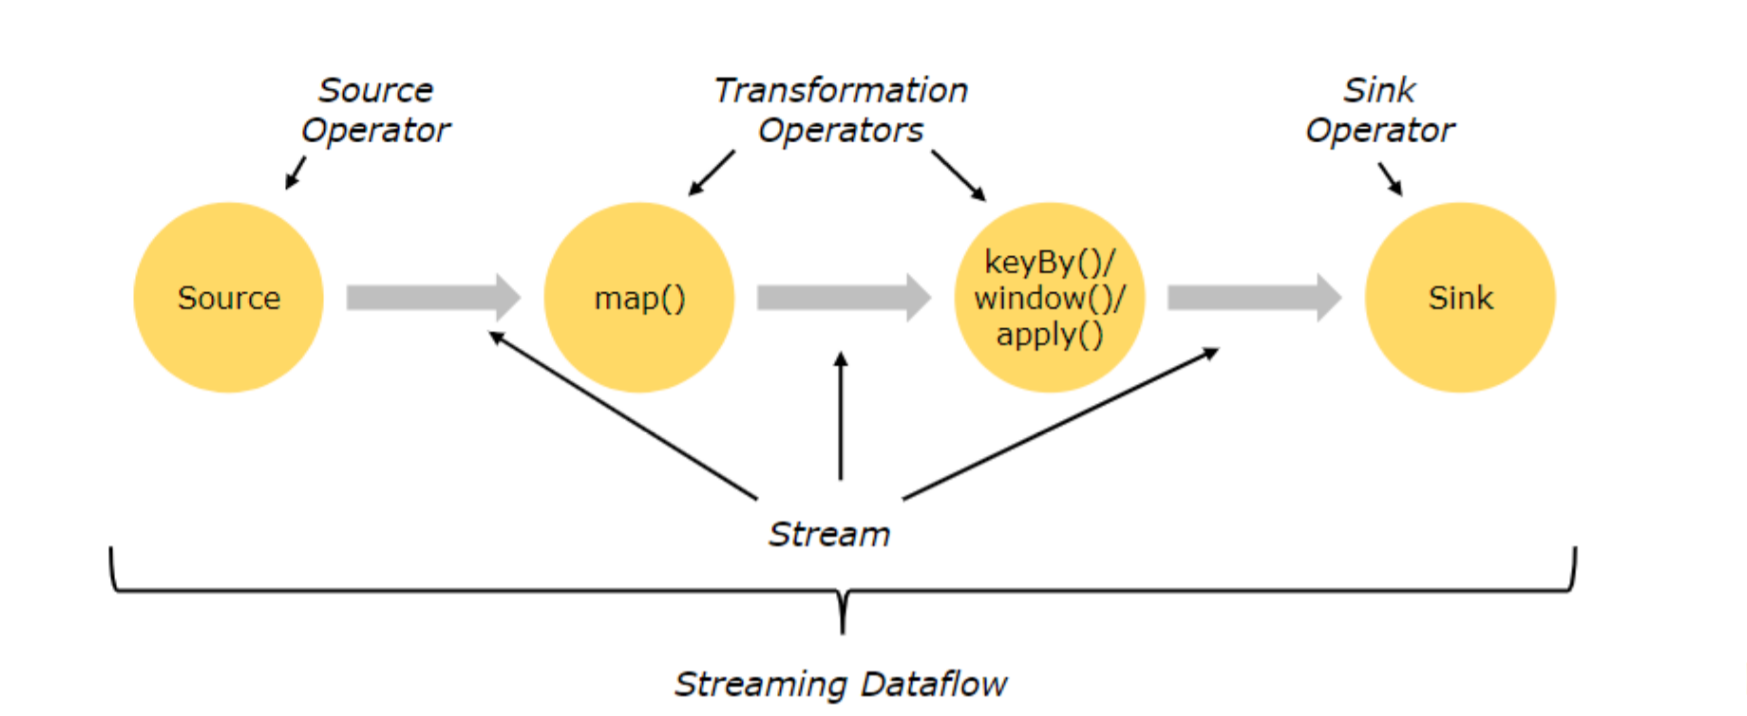 Source
Operator
Transformation
Operators
Sink
Operator
Source
map()
keyBy()/
window()/
apply()
Sink
Stream
Streaming Dataflow